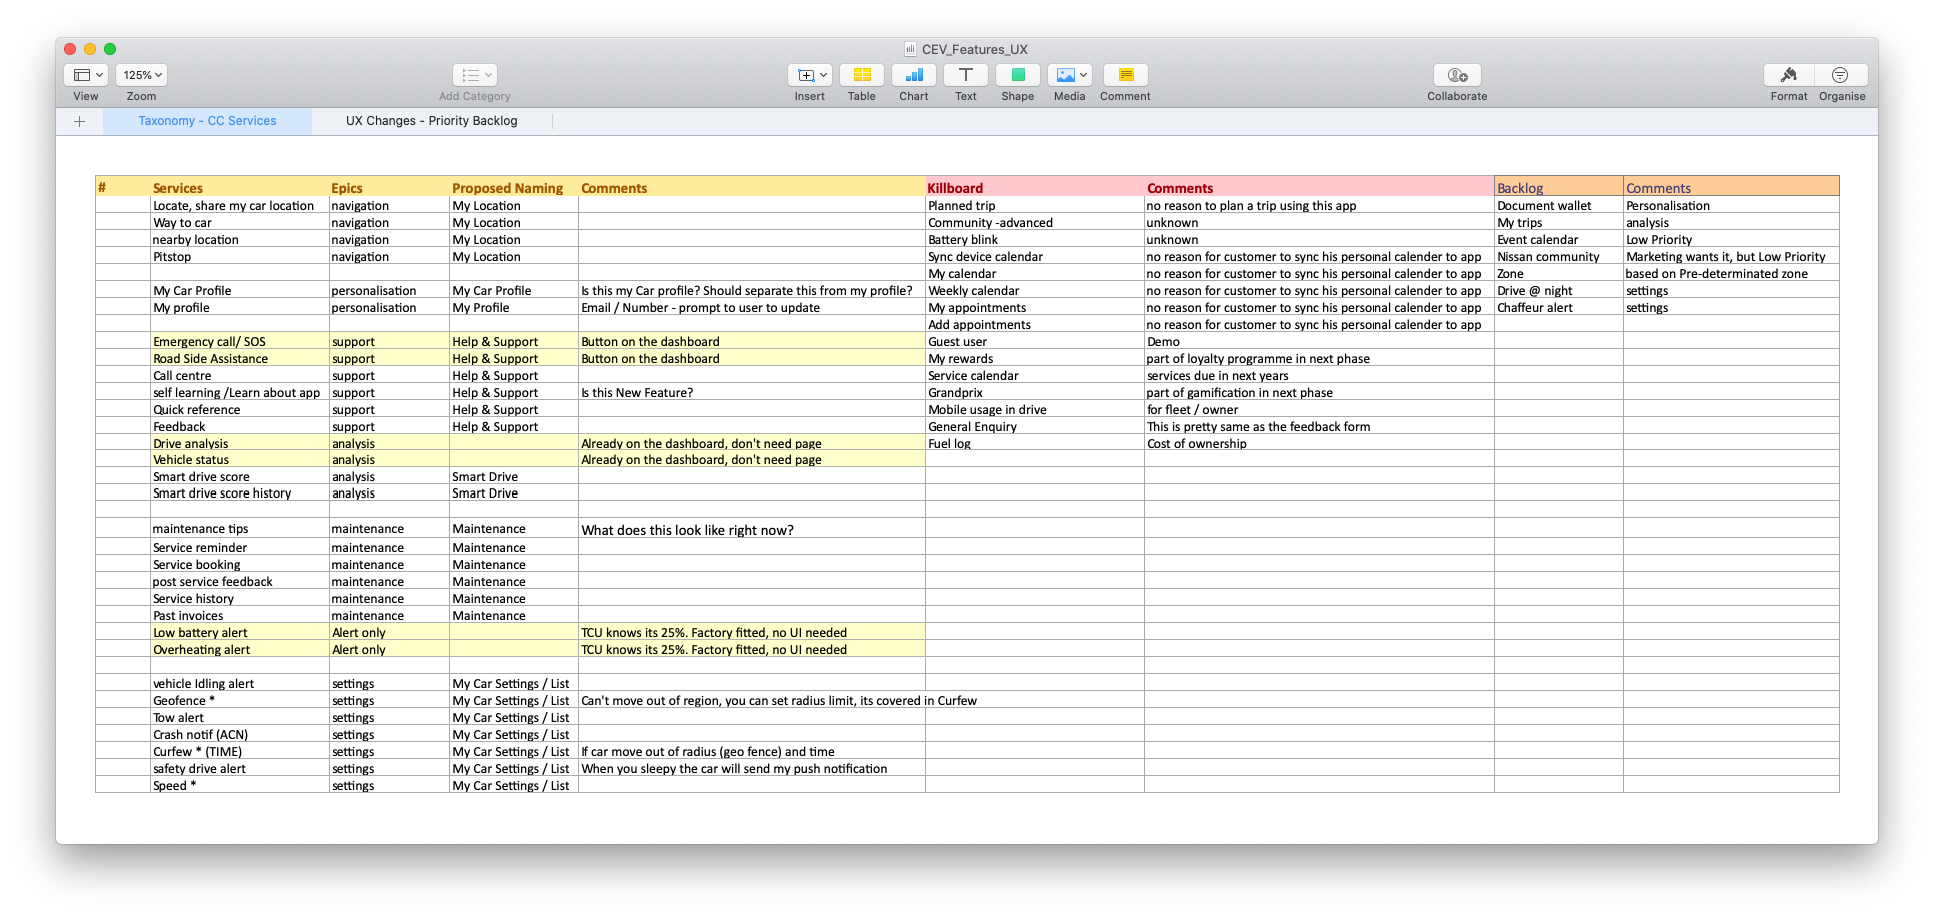 CEV_Features_UX
125%
View Zoom Add Category Insert Table Chart Text Shape Media Comment Collaborate Format Organise
+ Taxonomy - CC Services UX Changes - Priority Backlog
# Services Epics Proposed Naming Comments Killboard Comments Backlog Comments
Locate, share my car location navigation My Location Planned trip no reason to plan a trip using this app Document wallet Personalisation
Way to car navigation My Location Community -advanced unknown My trips analysis
nearby location navigation My Location Battery blink unknown Event calendar Low Priority
Pitstop navigation My Location Sync device calendar no reason for customer to sync his personal calender to app Nissan community Marketing wants it, but Low Priority
My calendar no reason for customer to sync his personal calender to app Zone based on Pre-determinated zone
My Car Profile personalisation My Car Profile Is this my Car profile? Should separate this from my profile? Weekly calendar no reason for customer to sync his personal calender to app Drive @ night settings
My profile personalisation My Profile Email / Number - prompt to user to update My appointments no reason for customer to sync his personal calender to app Chaffeur alert settings
Add appointments no reason for customer to sync his personal calender to app
Emergency call/ SOS support Help & Support Button on the dashboard Guest user Demo
Road Side Assistance support Help & Support Button on the dashboard My rewards part of loyalty programme in next phase
Call centre support Help & Support Service calendar services due in next years
self learning /Learn about app support Help & Support Is this New Feature? Grandprix part of gamification in next phase
Quick reference support Help & Support Mobile usage in drive for fleet / owner
Feedback support Help & Support General Enquiry This is pretty same as the feedback form
Drive analysis analysis Already on the dashboard, don't need page Fuel log Cost of ownership
Vehicle status analysis Already on the dashboard, don't need page
Smart drive score analysis Smart Drive
Smart drive score history analysis Smart Drive
maintenance tips maintenance Maintenance What does this look like right now?
Service reminder maintenance Maintenance
Service booking maintenance Maintenance
post service feedback maintenance Maintenance
Service history maintenance Maintenance
Past invoices maintenance Maintenance
Low battery alert Alert only TCU knows its 25%. Factory fitted, no UI needed
Overheating alert Alert only TCU knows its 25%. Factory fitted, no UI needed
vehicle Idling alert settings My Car Settings / List
Geofence * settings My Car Settings / List Can't move out of region, you can set radius limit, its covered in Curfew
Tow alert settings My Car Settings / List
Crash notif (ACN) settings My Car Settings / List
Curfew * (TIME) settings My Car Settings / List If car move out of radius (geo fence) and time
safety drive alert settings My Car Settings / List When you sleepy the car will send my push notification
Speed * settings My Car Settings / List